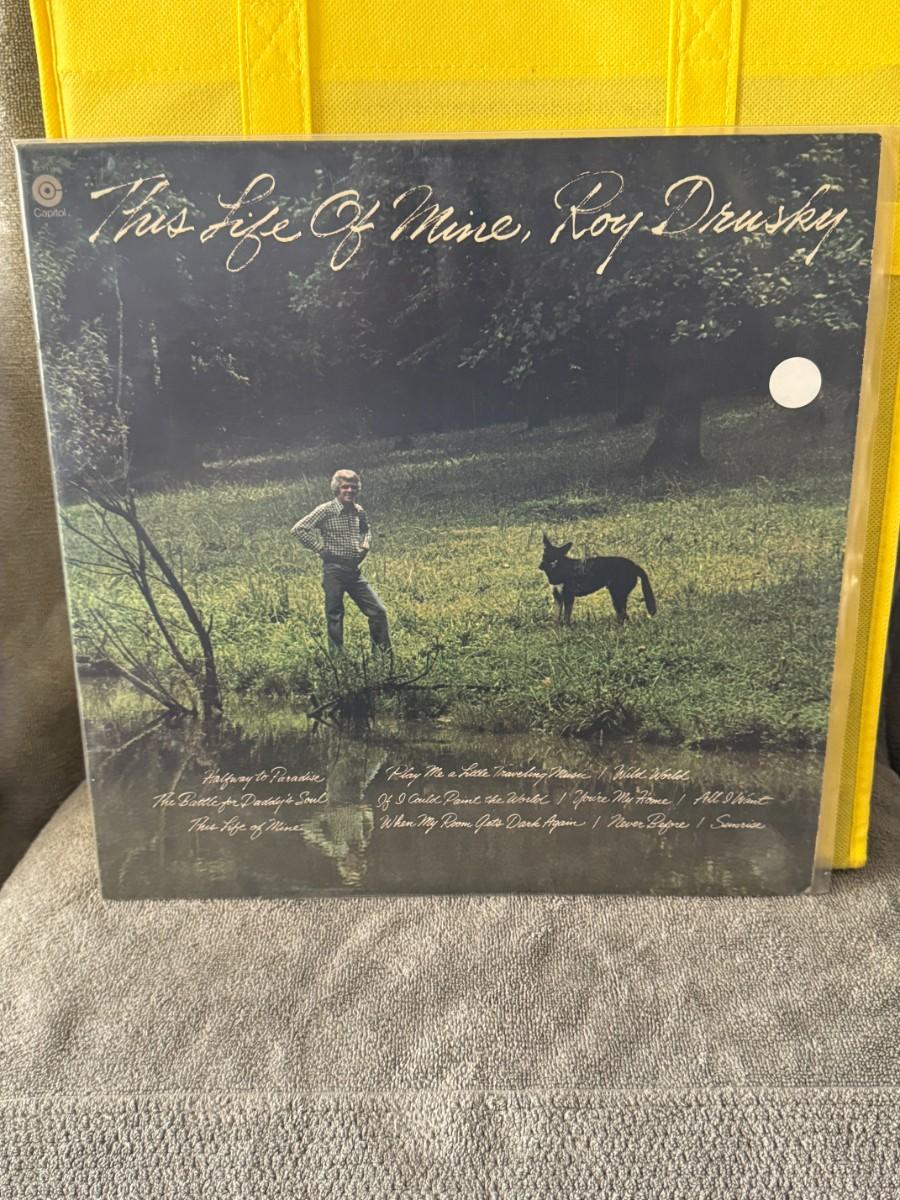 Capitol
This Life Of Mine, Roy Drusky
Halfway to Paradise Play Me a Little Traveling Music / Wild World
The Battle for Daddy's Soul If I Could Paint the World / You're My Home / All I Want
This Life of Mine When My Room Gets Dark Again / Never Before / Sunrise